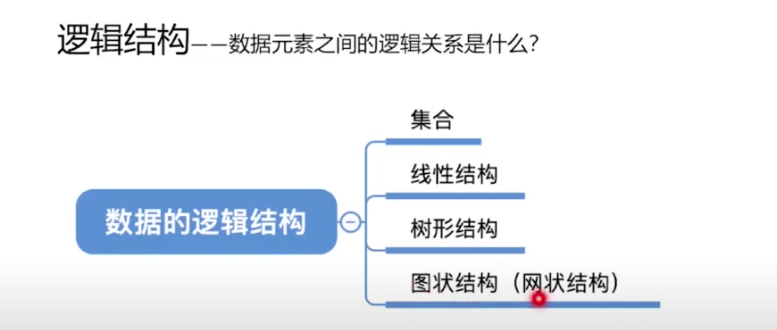 逻辑结构——数据元素之间的逻辑关系是什么？
集合
线性结构
数据的逻辑结构
树形结构
图状结构（网状结构）